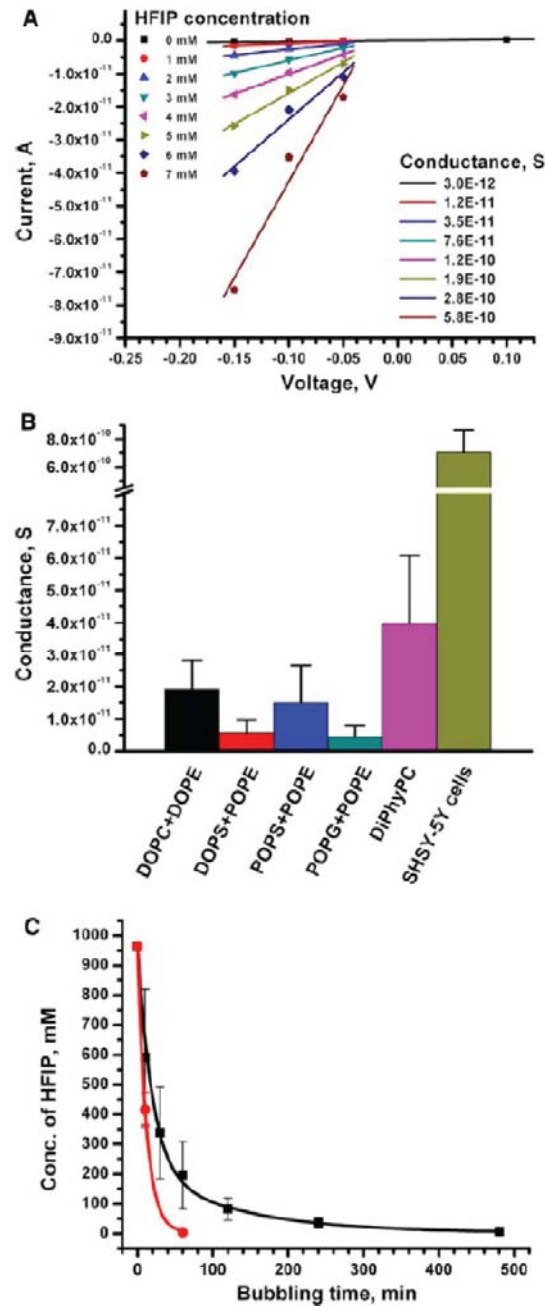 A
HFIP concentration
0 mM
1 mM
2 mM
3 mM
4 mM
5 mM
6 mM
7 mM
Conductance, S
3.0E-12
1.2E-11
3.5E-11
7.6E-11
1.2E-10
1.9E-10
2.8E-10
5.8E-10
0.0
-1.0x10⁻¹¹
-2.0x10⁻¹¹
-3.0x10⁻¹¹
-4.0x10⁻¹¹
-5.0x10⁻¹¹
-6.0x10⁻¹¹
-7.0x10⁻¹¹
-8.0x10⁻¹¹
-9.0x10⁻¹¹
Current, A
-0.25 -0.20 -0.15 -0.10 -0.05 0.00 0.05 0.10
Voltage, V
B
8.0x10⁻¹⁰
6.0x10⁻¹⁰
7.0x10⁻¹¹
6.0x10⁻¹¹
5.0x10⁻¹¹
4.0x10⁻¹¹
3.0x10⁻¹¹
2.0x10⁻¹¹
1.0x10⁻¹¹
0.0
Conductance, S
DOPC+DOPE
DOPS+POPE
POPS+POPE
POPG+POPE
DiPhyPC
SHSY-5Y cells
C
1000
900
800
700
600
500
400
300
200
100
0
Conc. of HFIP, mM
0 100 200 300 400 500
Bubbling time, min